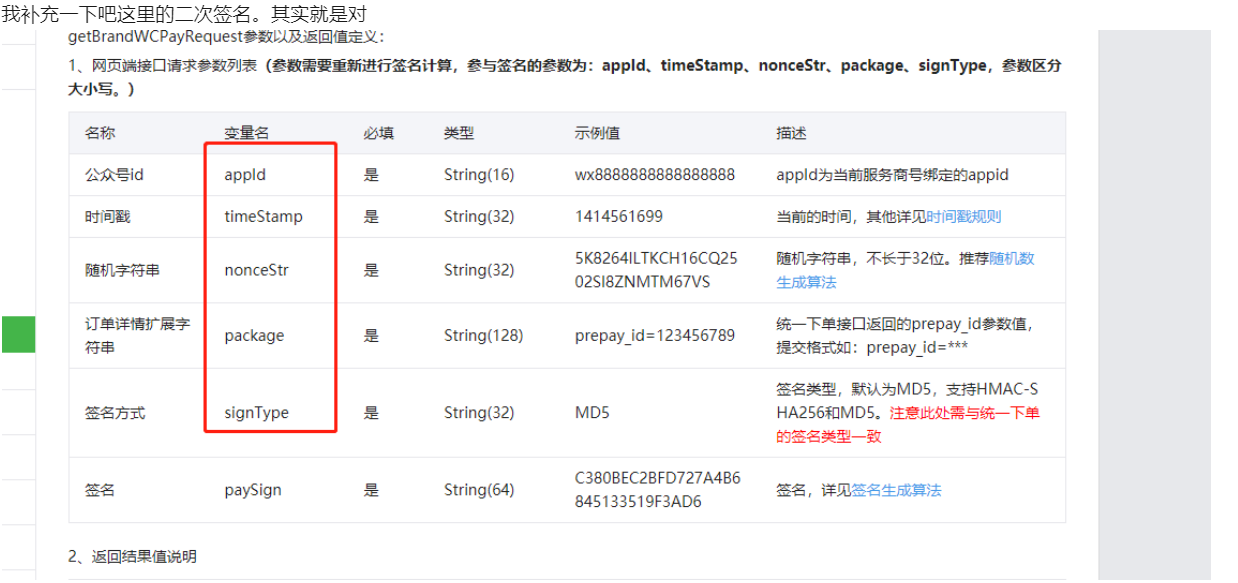 我补充一下吧这里的二次签名。其实就是对
getBrandWCPayRequest参数以及返回值定义：
1、网页端接口请求参数列表（参数需要重新进行签名计算，参与签名的参数为：appId、timeStamp、nonceStr、package、signType，参数区分
大小写。）
名称 变量名 必填 类型 示例值 描述
公众号id appId 是 String(16) wx8888888888888888 appId为当前服务商号绑定的appid
时间戳 timeStamp 是 String(32) 1414561699 当前的时间，其他详见时间戳规则
随机字符串 nonceStr 是 String(32) 5K8264ILTKCH16CQ25
02SI8ZNMTM67VS 随机字符串，不长于32位。推荐随机数
生成算法
订单详情扩展字
符串 package 是 String(128) prepay_id=123456789 统一下单接口返回的prepay_id参数值，
提交格式如：prepay_id=***
签名方式 signType 是 String(32) MD5 签名类型，默认为MD5，支持HMAC-S
HA256和MD5。注意此处需与统一下单
的签名类型一致
签名 paySign 是 String(64) C380BEC2BFD727A4B6
845133519F3AD6 签名，详见签名生成算法
2、返回结果值说明